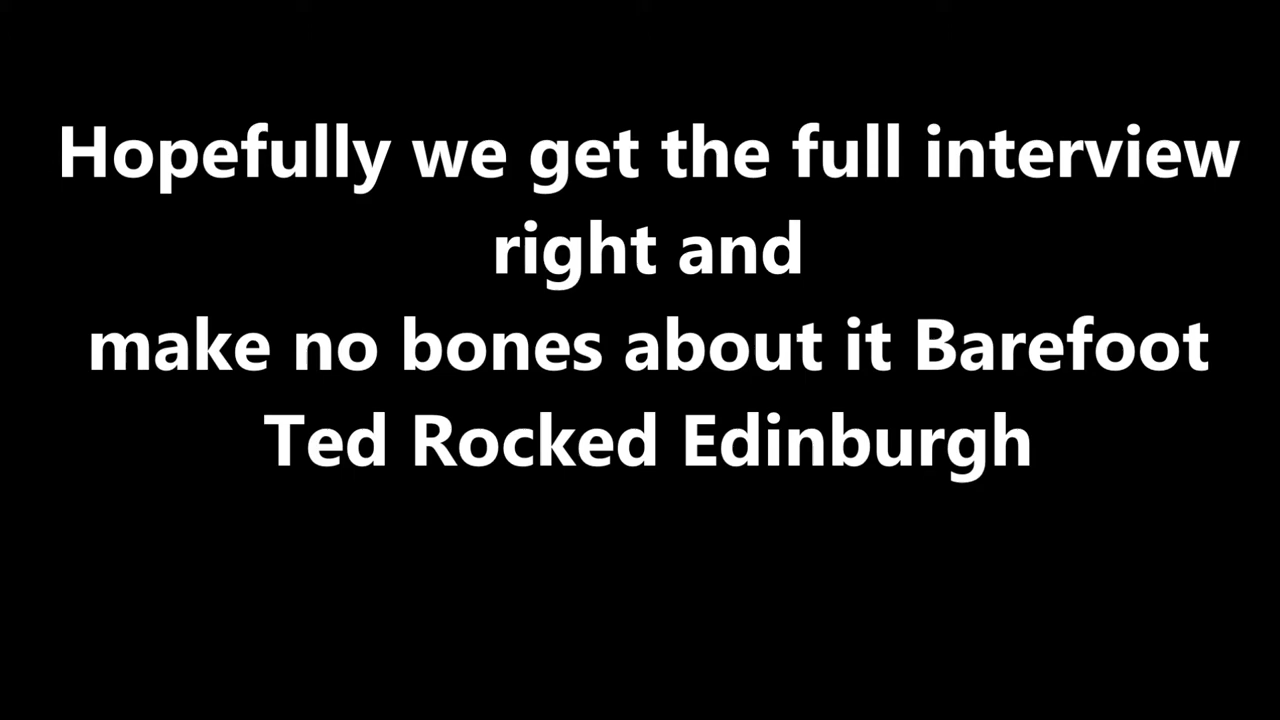 Hopefully we get the full interview
right and
make no bones about it Barefoot
Ted Rocked Edinburgh